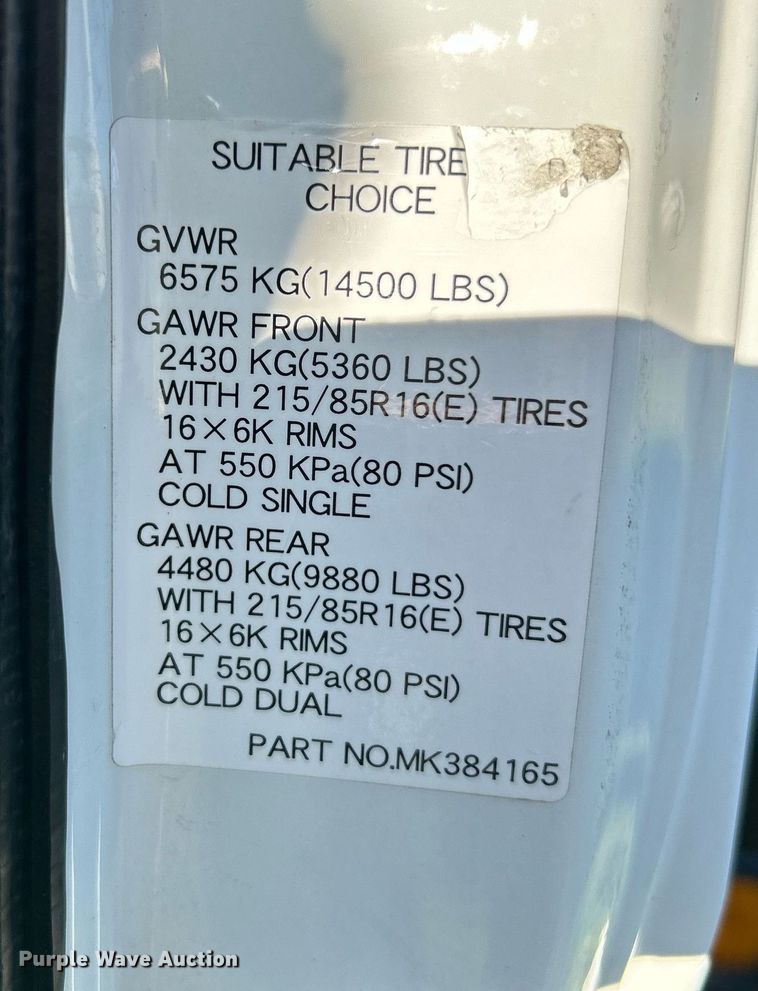 SUITABLE TIRE
CHOICE
GVWR
6575 KG(14500 LBS)
GAWR FRONT
2430 KG(5360 LBS)
WITH 215/85R16(E) TIRES
16×6K RIMS
AT 550 KPa(80 PSI)
COLD SINGLE
GAWR REAR
4480 KG(9880 LBS)
WITH 215/85R16(E) TIRES
16×6K RIMS
AT 550 KPa(80 PSI)
COLD DUAL
PART NO.MK384165
Purple Wave Auction